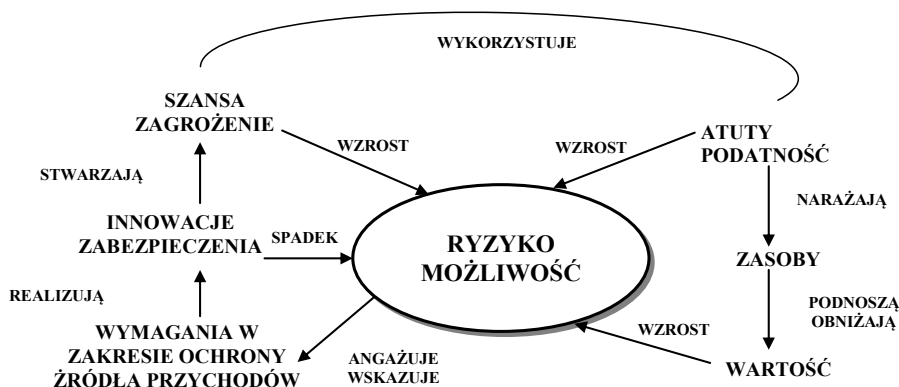 WYKORZYSTUJE
SZANSA
ZAGROŻENIE
WZROST
WZROST
ATUTY
PODATNOŚĆ
STWARZAJĄ
NARAŻAJĄ
INNOWACJE
ZABEZPIECZENIA
SPADEK
RYZYKO
MOŻLIWOŚĆ
ZASOBY
REALIZUJĄ
PODNOSZĄ
OBNIŻAJĄ
WYMAGANIA W
ZAKRESIE OCHRONY
ŻRÓDŁA PRZYCHODÓW
ANGAŻUJE
WSKAZUJE
WZROST
WARTOŚĆ